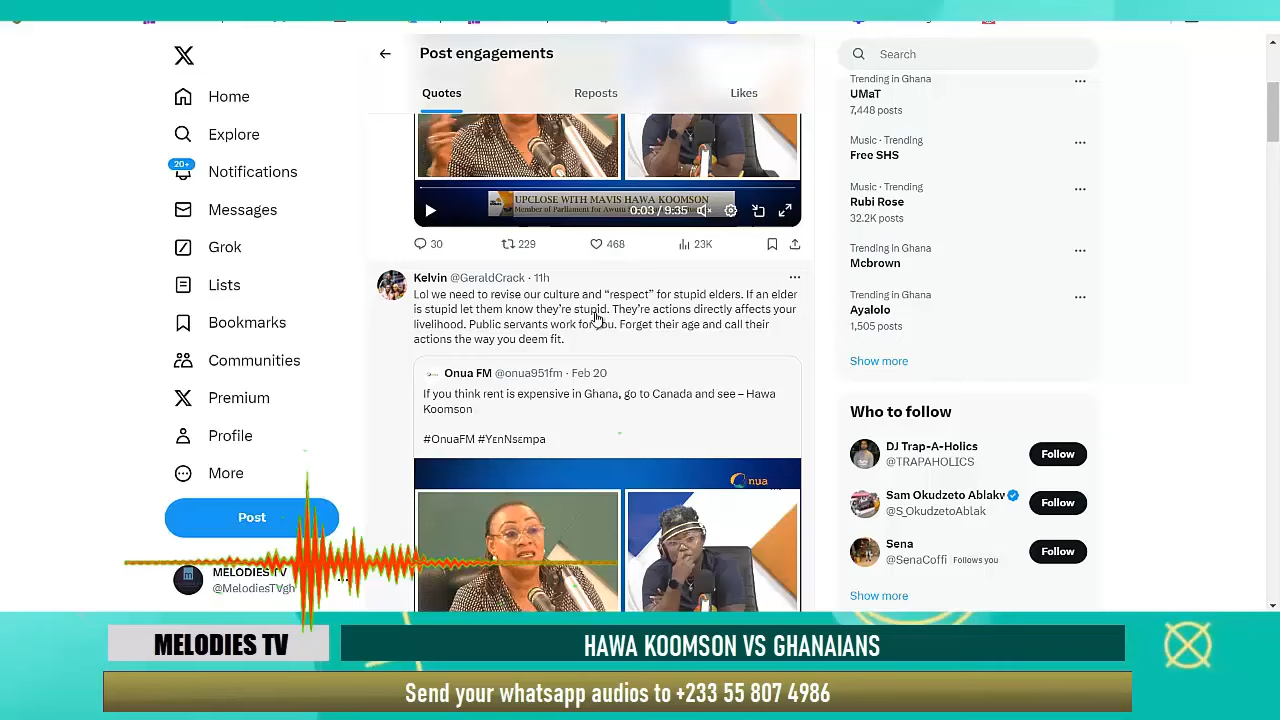 Home
Explore
20+
Notifications
Messages
Grok
Lists
Bookmarks
Communities
Premium
Profile
More
Post
MELODIES TV
@MelodiesTVgh
Post engagements
Quotes
Reposts
Likes
UPCLOSE WITH MAVIS HAWA KOOMSON
Member of Parliament for Awutu
0:03 / 9:35
30
229
468
23K
Kelvin @GeraldCrack · 11h
Lol we need to revise our culture and “respect” for stupid elders. If an elder
is stupid let them know they’re stupid. They’re actions directly affects your
livelihood. Public servants work for you. Forget their age and call their
actions the way you deem fit.
Onua FM @onua951fm · Feb 20
If you think rent is expensive in Ghana, go to Canada and see – Hawa
Koomson
#OnuaFM #YɛnNsɛmpa
Onua
Search
Trending in Ghana
UMaT
7,448 posts
Music · Trending
Free SHS
Music · Trending
Rubi Rose
32.2K posts
Trending in Ghana
Mcbrown
Trending in Ghana
Ayalolo
1,505 posts
Show more
Who to follow
DJ Trap-A-Holics
@TRAPAHOLICS
Follow
Sam Okudzeto Ablakw
@S_OkudzetoAblak
Follow
Sena
@SenaCoffi Follows you
Follow
Show more
MELODIES TV
HAWA KOOMSON VS GHANAIANS
Send your whatsapp audios to +233 55 807 4986